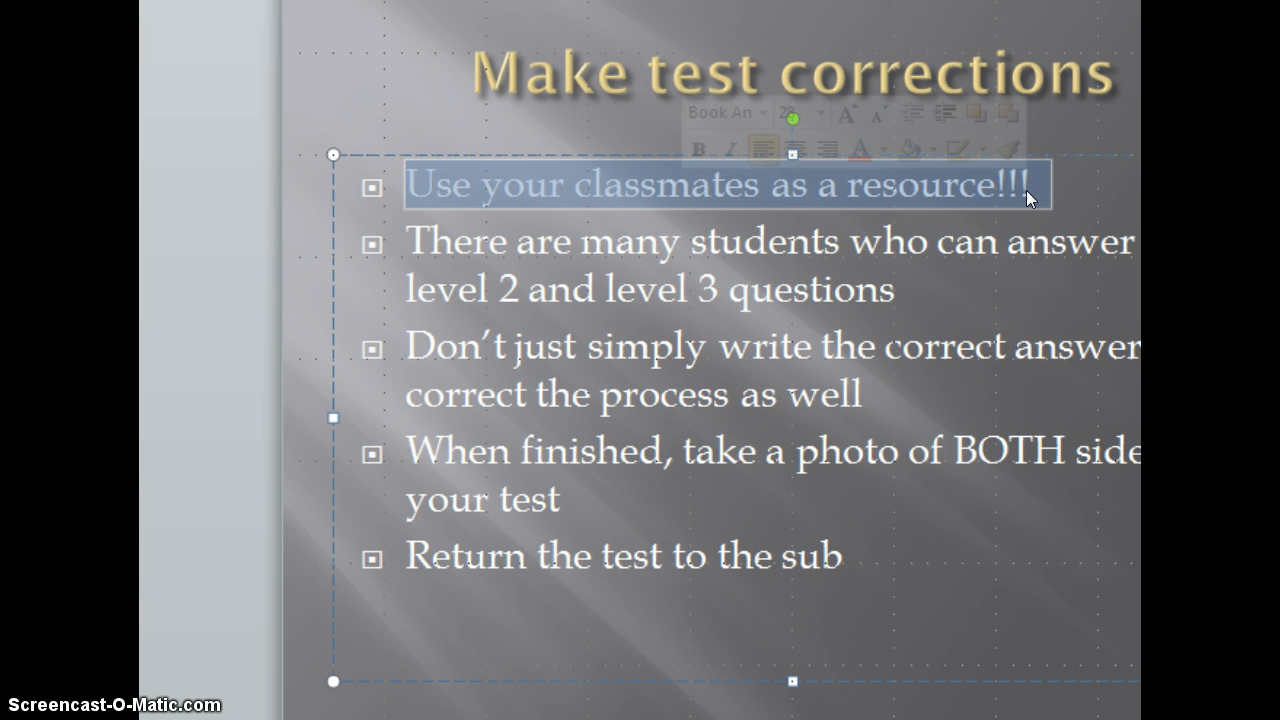 Make test corrections
Book An 28
Use your classmates as a resource!!!
There are many students who can answer
level 2 and level 3 questions
Don't just simply write the correct answer
correct the process as well
When finished, take a photo of BOTH side
your test
Return the test to the sub
Screencast-O-Matic.com